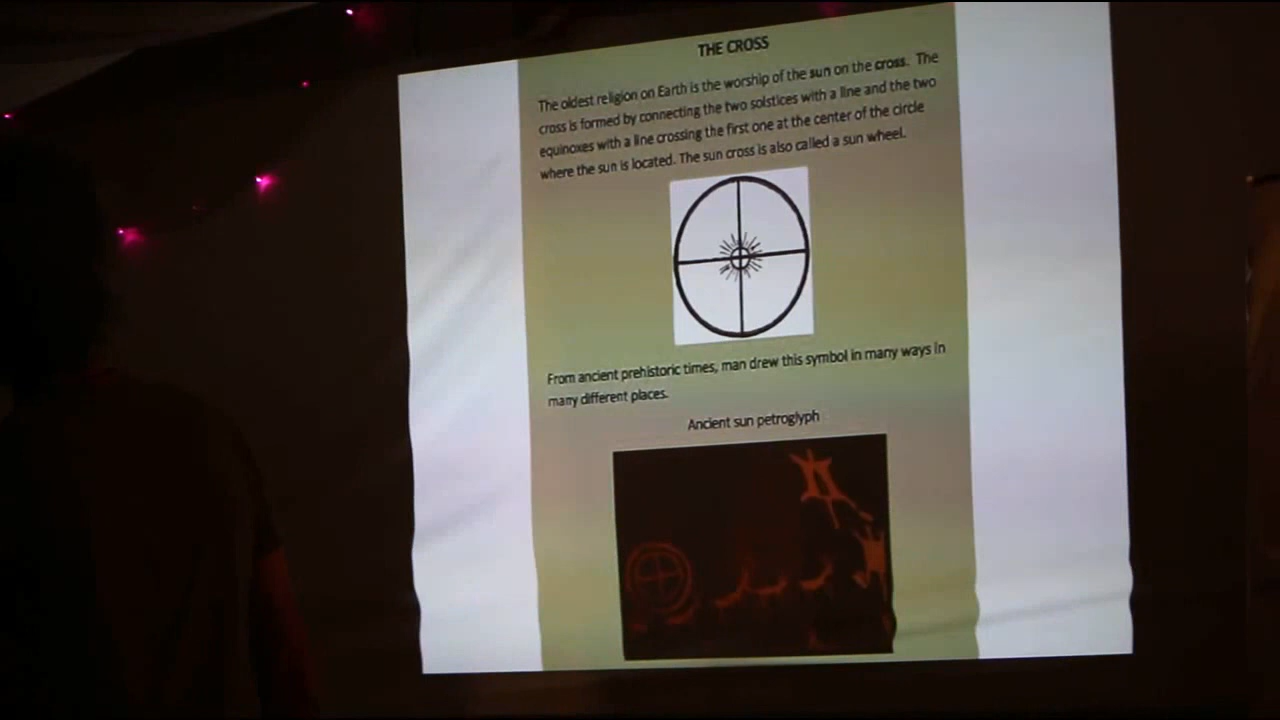 THE CROSS
The oldest religion on Earth is the worship of the sun on the cross. The
cross is formed by connecting the two solstices with a line and the two
equinoxes with a line crossing the first one at the center of the circle
where the sun is located. The sun cross is also called a sun wheel.
From ancient prehistoric times, man drew this symbol in many ways in
many different places.
Ancient sun petroglyph